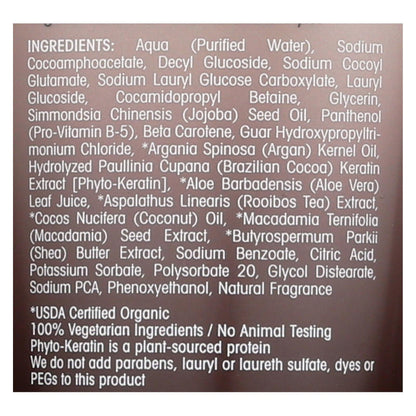 INGREDIENTS: Aqua (Purified Water), Sodium
Cocoamphoacetate, Decyl Glucoside, Sodium Cocoyl
Glutamate, Sodium Lauryl Glucose Carboxylate, Lauryl
Glucoside, Cocamidopropyl Betaine, Glycerin,
Simmondsia Chinensis (Jojoba) Seed Oil, Panthenol
(Pro-Vitamin B-5), Beta Carotene, Guar Hydroxypropyltri-
monium Chloride, *Argania Spinosa (Argan) Kernel Oil,
Hydrolyzed Paullinia Cupana (Brazilian Cocoa) Keratin
Extract [Phyto-Keratin], *Aloe Barbadensis (Aloe Vera)
Leaf Juice, *Aspalathus Linearis (Rooibos Tea) Extract,
*Cocos Nucifera (Coconut) Oil, *Macadamia Ternifolia
(Macadamia) Seed Extract, *Butyrospermum Parkii
(Shea) Butter Extract, Sodium Benzoate, Citric Acid,
Potassium Sorbate, Polysorbate 20, Glycol Distearate,
Sodium PCA, Phenoxyethanol, Natural Fragrance
*USDA Certified Organic
100% Vegetarian Ingredients / No Animal Testing
Phyto-Keratin is a plant-sourced protein
We do not add parabens, lauryl or laureth sulfate, dyes or
PEGs to this product